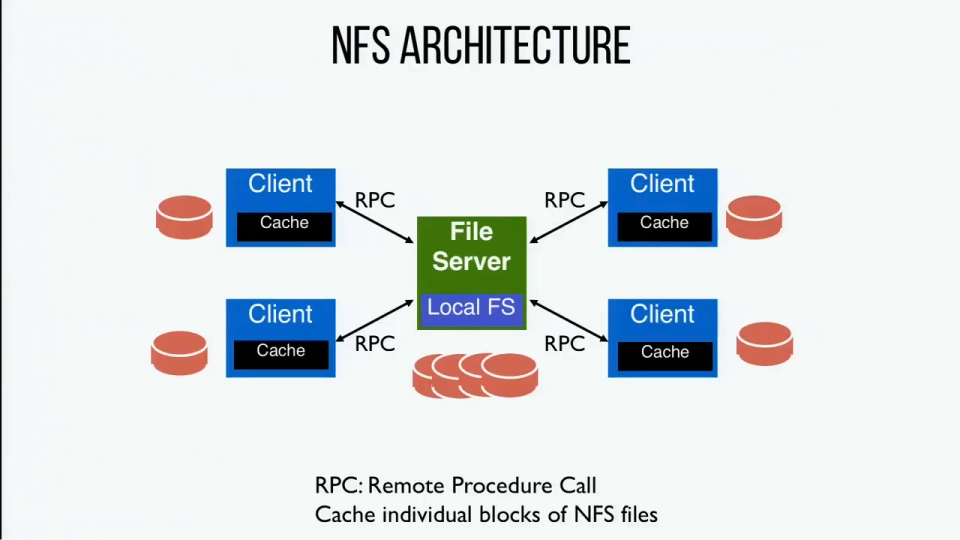 NFS ARCHITECTURE
Client
Cache
RPC
RPC
Client
Cache
File
Server
Local FS
Client
Cache
RPC
RPC
Client
Cache
RPC: Remote Procedure Call
Cache individual blocks of NFS files